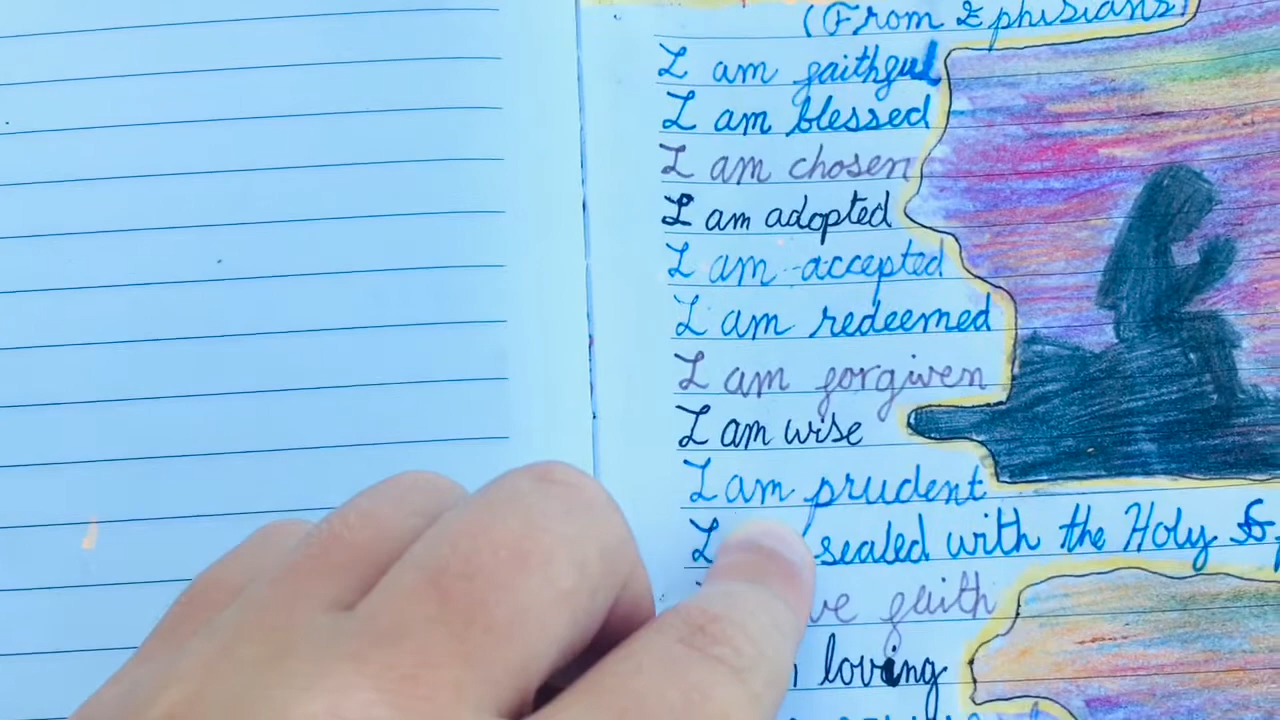 (From Ephisians)
I am faithful
I am blessed
I am chosen
I am adopted
I am accepted
I am redeemed
I am forgiven
I am wise
I am prudent
I sealed with the Holy
faith
loving